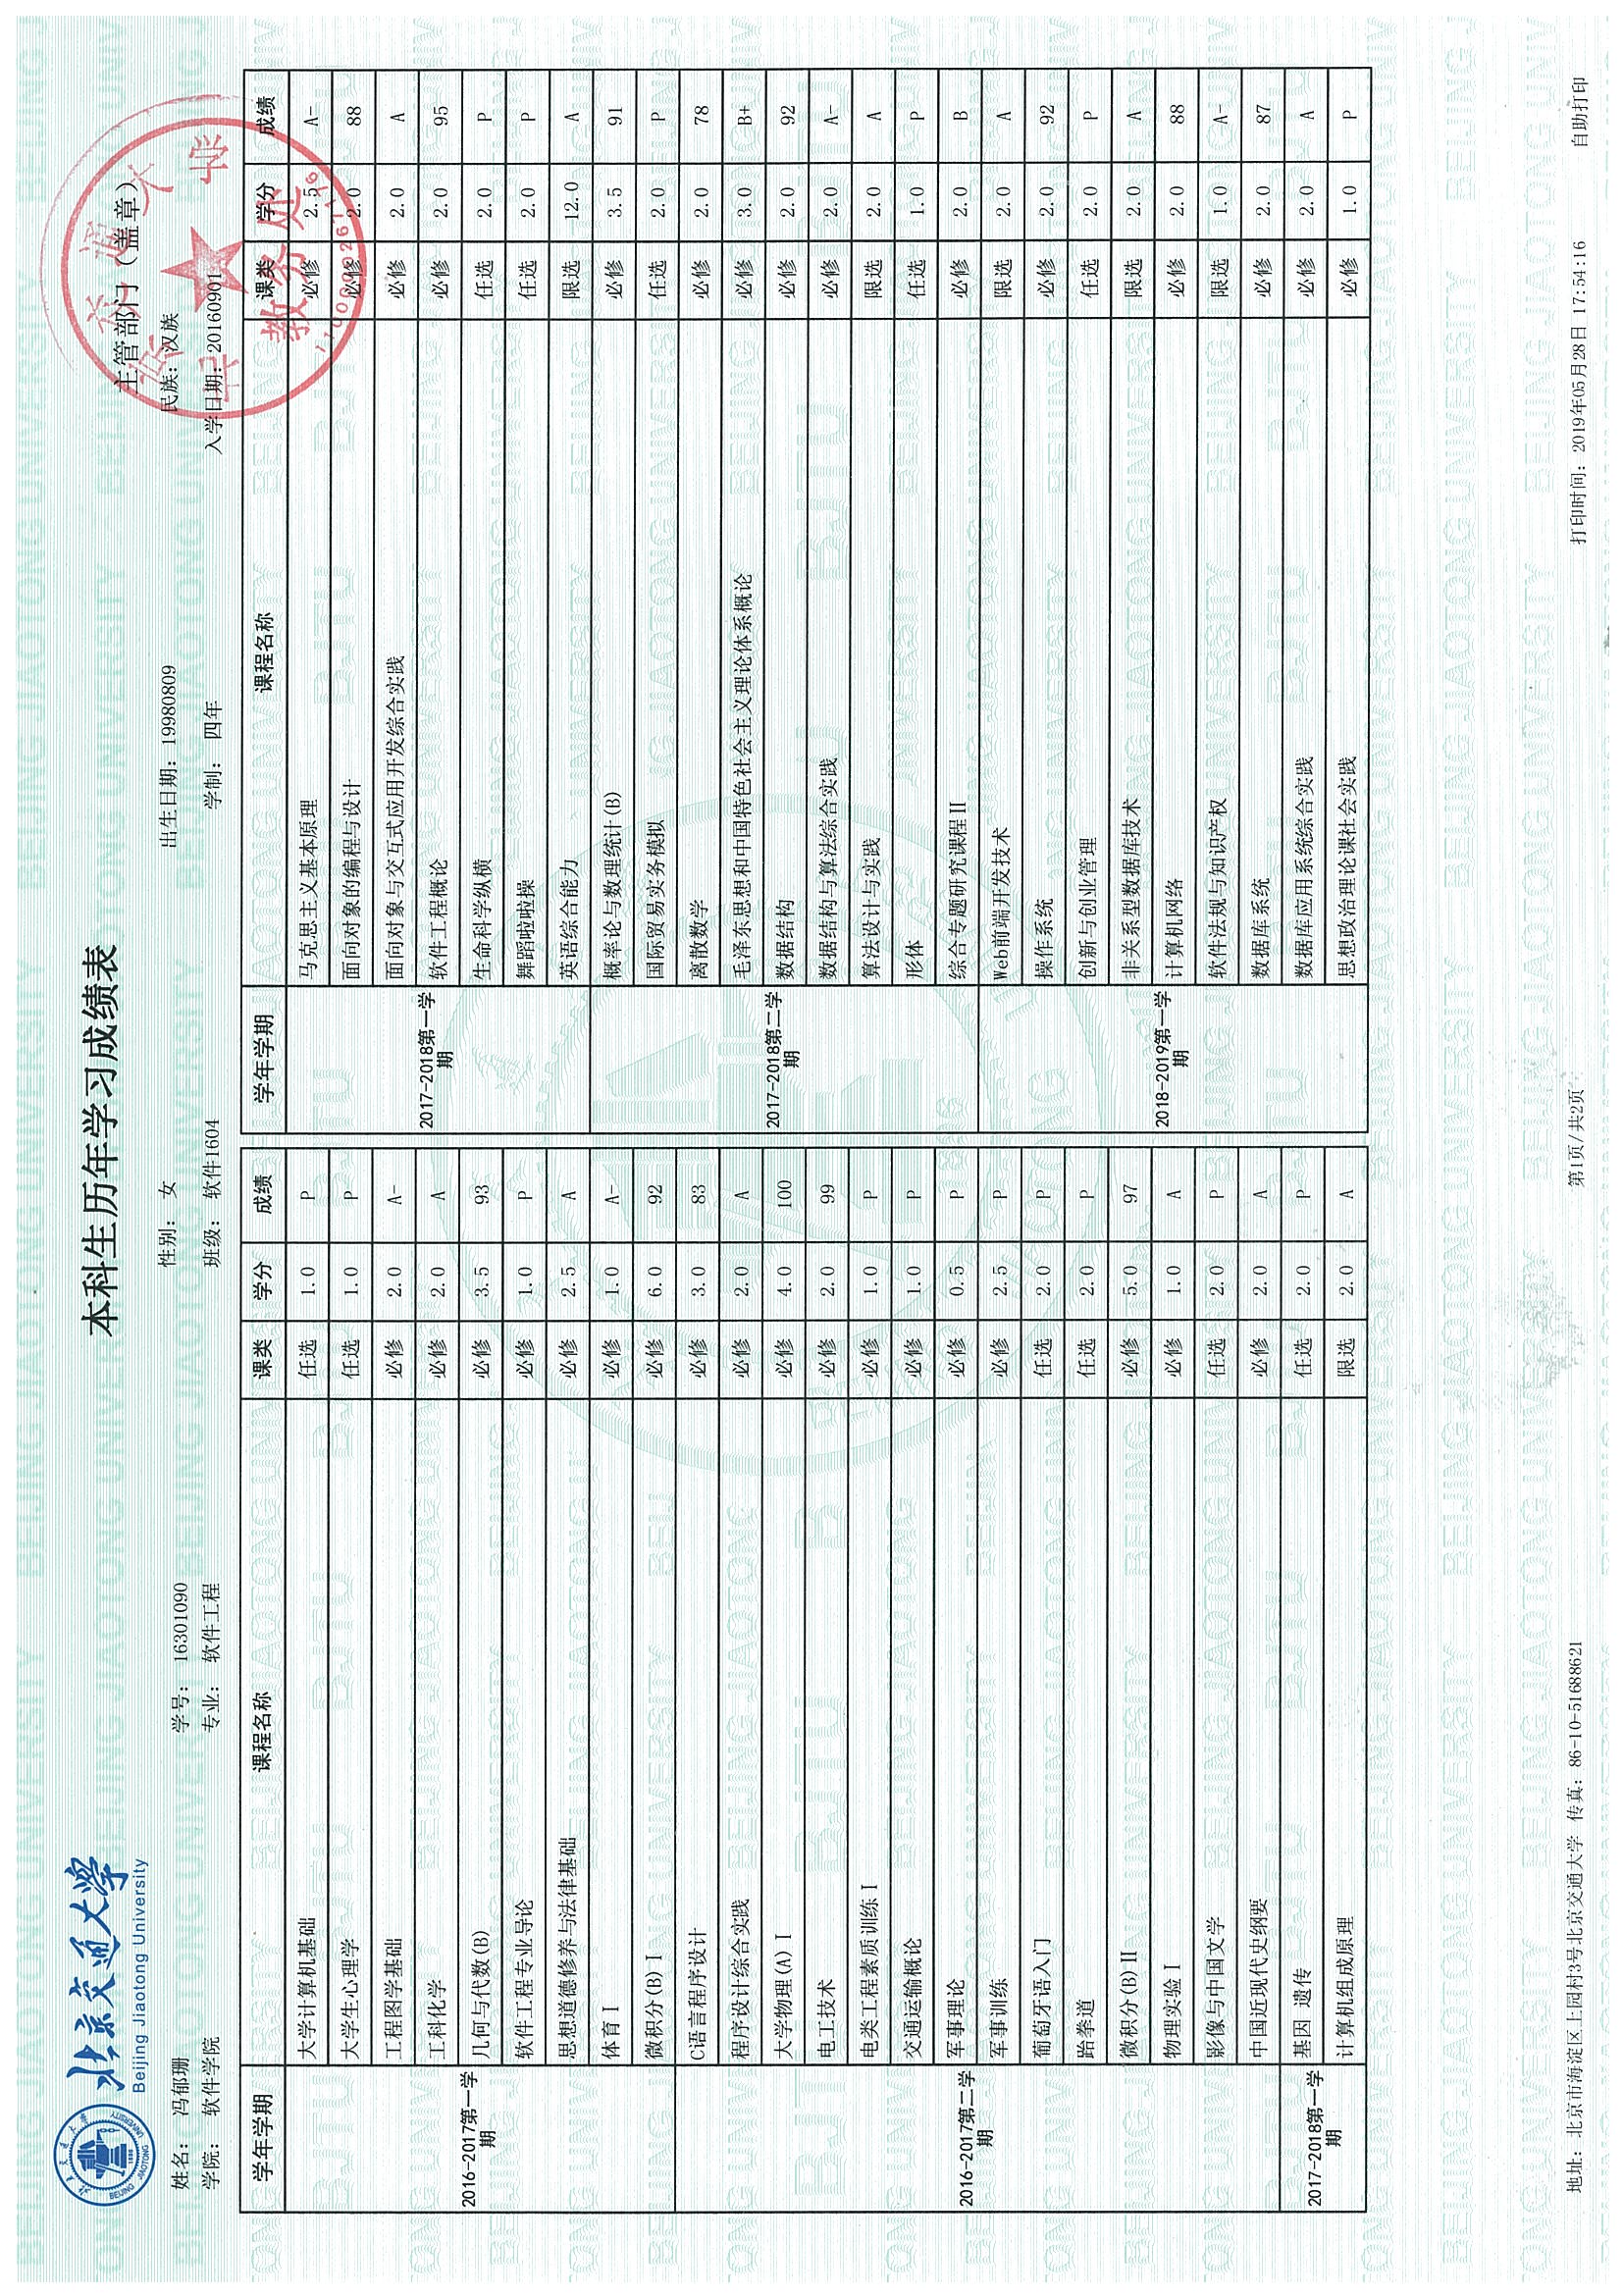 北京交通大学
Beijing Jiaotong University
本科生历年学习成绩表
主管部门（盖章）
姓名：冯郁珊 学号：16301090 性别：女 出生日期：19980809 民族：汉族
学院：软件学院 专业：软件工程 班级：软件1604 学制：四年 入学日期：20160901
学年学期 课程名称 课类 学分 成绩
2016-2017第一学期
大学计算机基础 任选 1.0 P
大学生心理学 任选 1.0 P
工程图学基础 必修 2.0 A-
工科化学 必修 2.0 A
几何与代数(B) 必修 3.5 93
软件工程专业导论 必修 1.0 P
思想道德修养与法律基础 必修 2.5 A
体育Ⅰ 必修 1.0 A-
微积分(B)Ⅰ 必修 6.0 92
2016-2017第二学期
C语言程序设计 必修 3.0 83
程序设计综合实践 必修 2.0 A
大学物理(A)Ⅰ 必修 4.0 100
电工技术 必修 2.0 99
电类工程素质训练Ⅰ 必修 1.0 P
交通运输概论 必修 1.0 P
军事理论 必修 0.5 P
军事训练 必修 2.5 P
葡萄牙语入门 任选 2.0 P
跆拳道 任选 2.0 P
微积分(B)Ⅱ 必修 5.0 97
物理实验Ⅰ 必修 1.0 A
影像与中国文学 任选 2.0 P
中国近现代史纲要 必修 2.0 A
2017-2018第一学期
基因 遗传 任选 2.0 P
计算机组成原理 限选 2.0 A
学年学期 课程名称 课类 学分 成绩
2017-2018第一学期
马克思主义基本原理 必修 2.5 A-
面向对象的编程与设计 必修 2.0 88
面向对象与交互式应用开发综合实践 必修 2.0 A
软件工程概论 必修 2.0 95
生命科学纵横 任选 2.0 P
舞蹈啦啦操 任选 2.0 P
英语综合能力 限选 12.0 A
2017-2018第二学期
概率论与数理统计(B) 必修 3.5 91
国际贸易实务模拟 任选 2.0 P
离散数学 必修 2.0 78
毛泽东思想和中国特色社会主义理论体系概论 必修 3.0 B+
数据结构 必修 2.0 92
数据结构与算法综合实践 必修 2.0 A-
算法设计与实践 限选 2.0 A
形体 任选 1.0 P
综合专题研究课程Ⅱ 必修 2.0 B
2018-2019第一学期
Web前端开发技术 限选 2.0 A
操作系统 必修 2.0 92
创新与创业管理 任选 2.0 P
非关系型数据库技术 限选 2.0 A
计算机网络 必修 2.0 88
软件法规与知识产权 限选 1.0 A-
数据库系统 必修 2.0 87
数据库应用系统综合实践 必修 2.0 A
思想政治理论课社会实践 必修 1.0 P
地址：北京市海淀区上园村3号北京交通大学 传真：86-10-51688621 第1页/共2页 打印时间：2019年05月28日 17:54:16 自助打印
北京交通大学
教务处